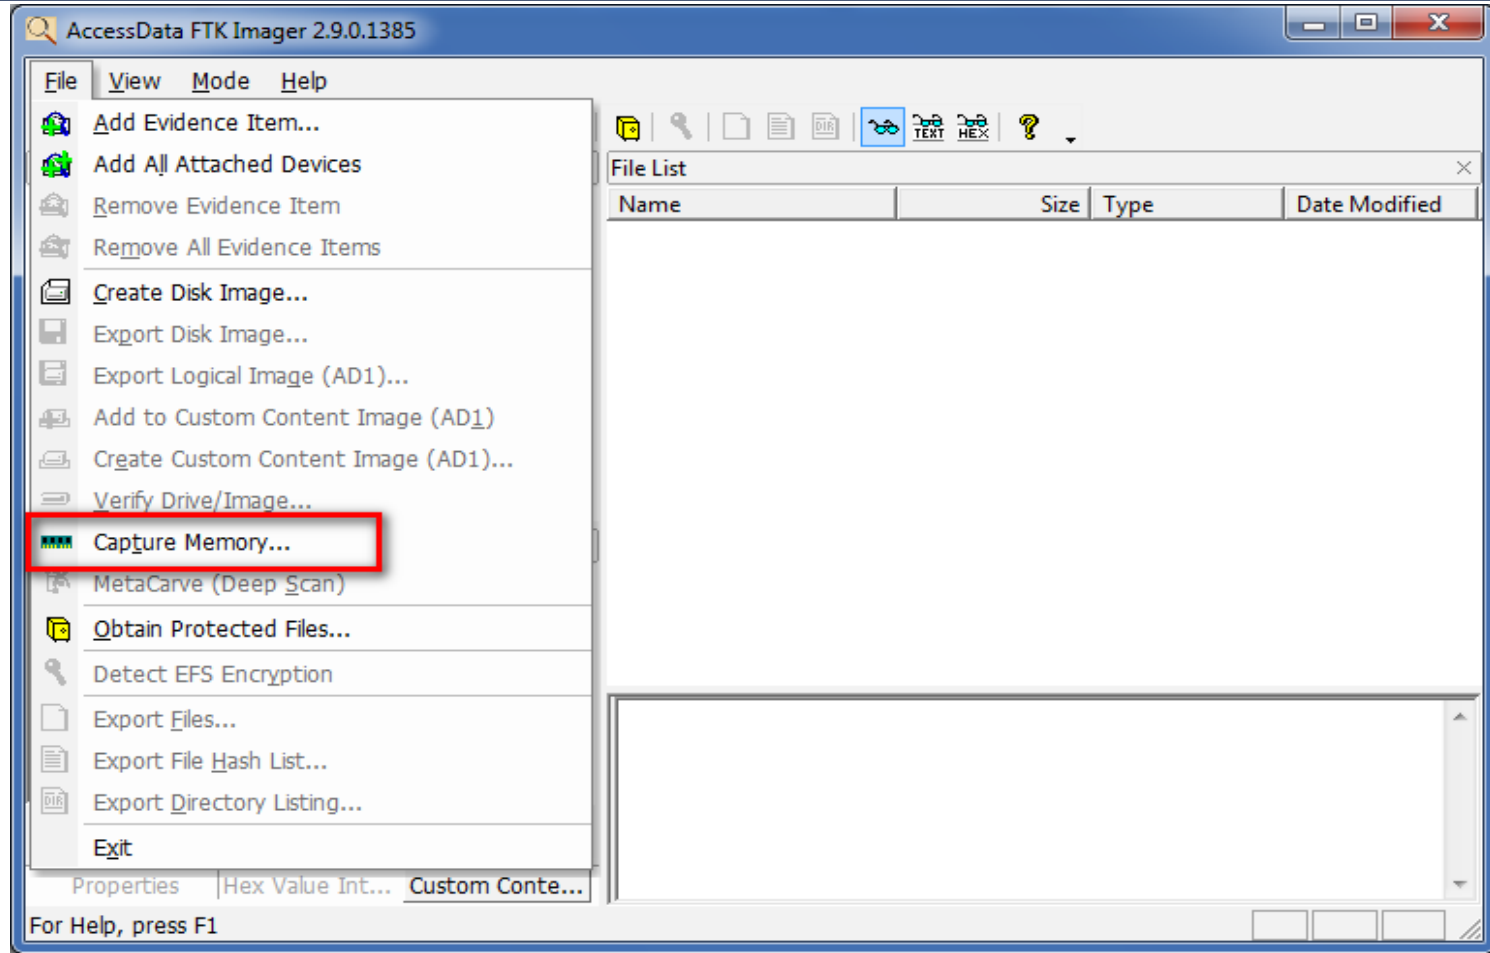 AccessData FTK Imager 2.9.0.1385
File View Mode Help
Add Evidence Item...
Add All Attached Devices
Remove Evidence Item
Remove All Evidence Items
Create Disk Image...
Export Disk Image...
Export Logical Image (AD1)...
Add to Custom Content Image (AD1)
Create Custom Content Image (AD1)...
Verify Drive/Image...
Capture Memory...
MetaCarve (Deep Scan)
Obtain Protected Files...
Detect EFS Encryption
Export Files...
Export File Hash List...
Export Directory Listing...
Exit
DIR TEXT HEX
File List
Name Size Type Date Modified
Properties Hex Value Int... Custom Conte...
For Help, press F1